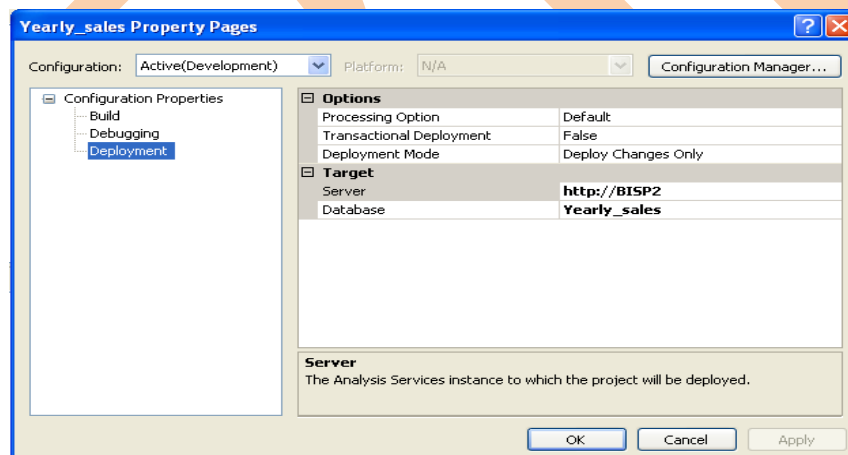 Yearly_sales Property Pages
Configuration: Active(Development) Platform: N/A Configuration Manager...
Configuration Properties
Build
Debugging
Deployment
Options
Processing Option Default
Transactional Deployment False
Deployment Mode Deploy Changes Only
Target
Server http://BISP2
Database Yearly_sales
Server
The Analysis Services instance to which the project will be deployed.
OK Cancel Apply